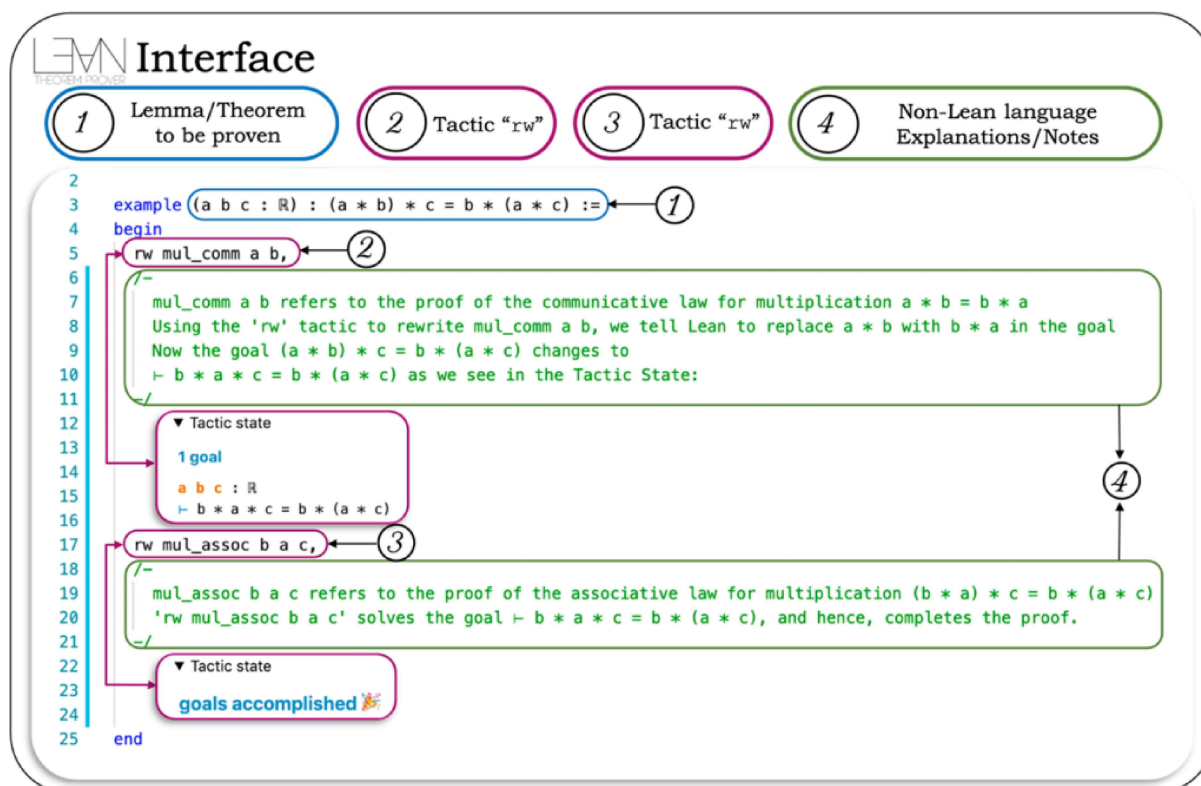 LE∀N Interface
THEOREM PROVER
1 Lemma/Theorem
to be proven
2 Tactic “rw”
3 Tactic “rw”
4 Non-Lean language
Explanations/Notes
2
3 example (a b c : ℝ) : (a * b) * c = b * (a * c) := 1
4 begin
5 rw mul_comm a b, 2
6 /-
7 mul_comm a b refers to the proof of the communicative law for multiplication a * b = b * a
8 Using the 'rw' tactic to rewrite mul_comm a b, we tell Lean to replace a * b with b * a in the goal
9 Now the goal (a * b) * c = b * (a * c) changes to
10 ⊢ b * a * c = b * (a * c) as we see in the Tactic State:
11 -/
12 ▼ Tactic state
13 1 goal
14 a b c : ℝ 4
15 ⊢ b * a * c = b * (a * c)
16
17 rw mul_assoc b a c, 3
18 /-
19 mul_assoc b a c refers to the proof of the associative law for multiplication (b * a) * c = b * (a * c)
20 'rw mul_assoc b a c' solves the goal ⊢ b * a * c = b * (a * c), and hence, completes the proof.
21 -/
22 ▼ Tactic state
23 goals accomplished 🎉
24
25 end